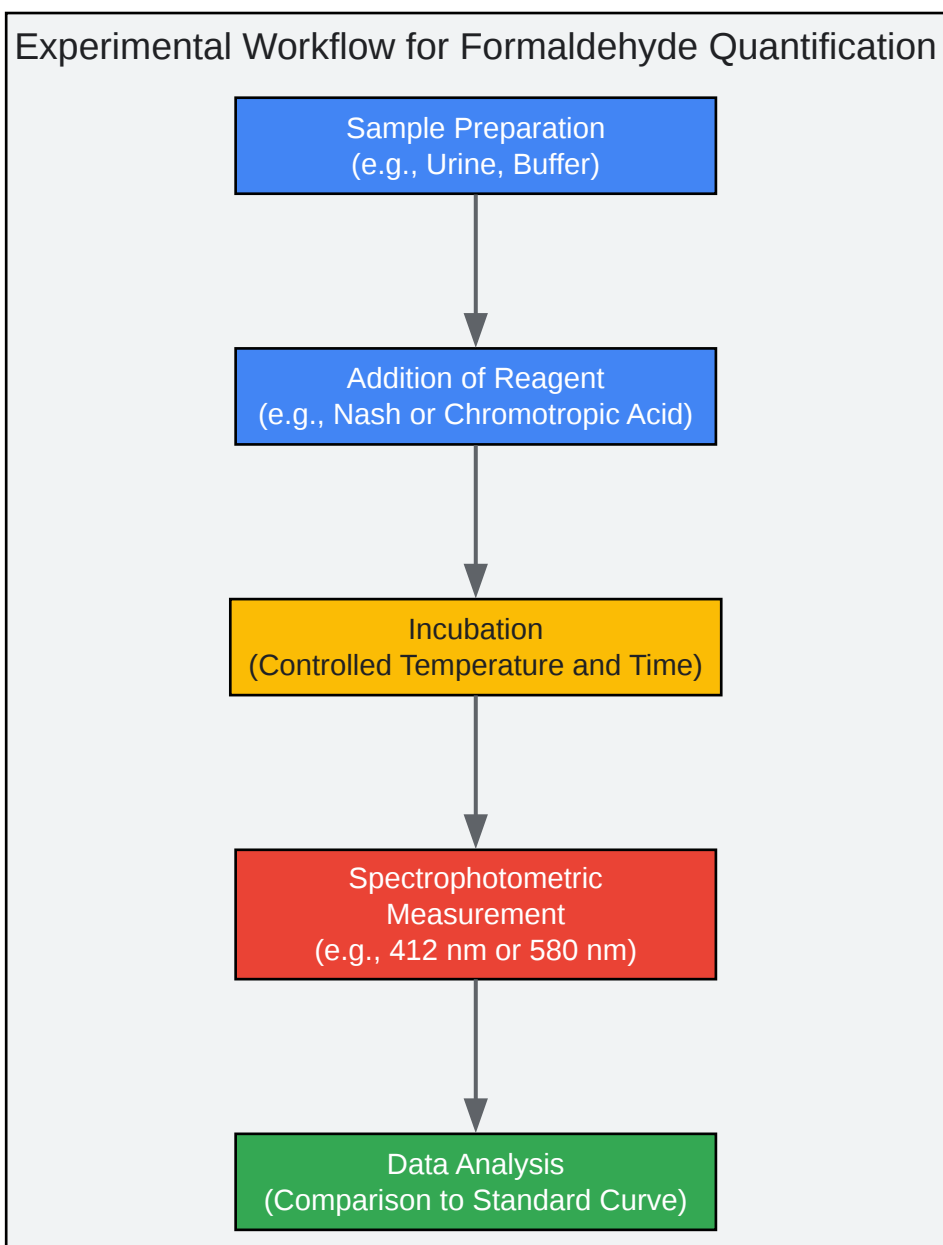 Experimental Workflow for Formaldehyde Quantification
Sample Preparation
(e.g., Urine, Buffer)
Addition of Reagent
(e.g., Nash or Chromotropic Acid)
Incubation
(Controlled Temperature and Time)
Spectrophotometric
Measurement
(e.g., 412 nm or 580 nm)
Data Analysis
(Comparison to Standard Curve)